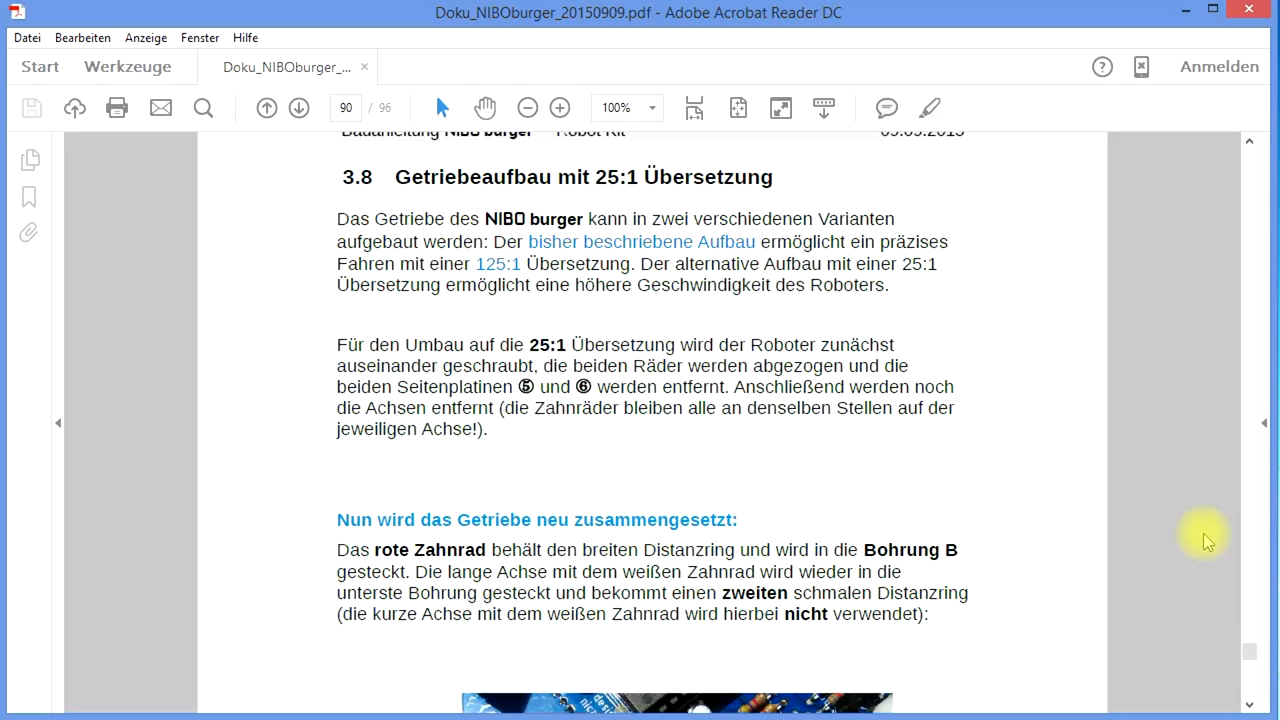 Doku_NIBOburger_20150909.pdf - Adobe Acrobat Reader DC
Datei Bearbeiten Anzeige Fenster Hilfe
Start Werkzeuge Doku_NIBOburger_... × Anmelden
90 / 96 100%
Bauanleitung NIBO burger – Robot Kit 09.09.2015
3.8 Getriebeaufbau mit 25:1 Übersetzung
Das Getriebe des NIBO burger kann in zwei verschiedenen Varianten
aufgebaut werden: Der bisher beschriebene Aufbau ermöglicht ein präzises
Fahren mit einer 125:1 Übersetzung. Der alternative Aufbau mit einer 25:1
Übersetzung ermöglicht eine höhere Geschwindigkeit des Roboters.
Für den Umbau auf die 25:1 Übersetzung wird der Roboter zunächst
auseinander geschraubt, die beiden Räder werden abgezogen und die
beiden Seitenplatinen ⑤ und ⑥ werden entfernt. Anschließend werden noch
die Achsen entfernt (die Zahnräder bleiben alle an denselben Stellen auf der
jeweiligen Achse!).
Nun wird das Getriebe neu zusammengesetzt:
Das rote Zahnrad behält den breiten Distanzring und wird in die Bohrung B
gesteckt. Die lange Achse mit dem weißen Zahnrad wird wieder in die
unterste Bohrung gesteckt und bekommt einen zweiten schmalen Distanzring
(die kurze Achse mit dem weißen Zahnrad wird hierbei nicht verwendet):